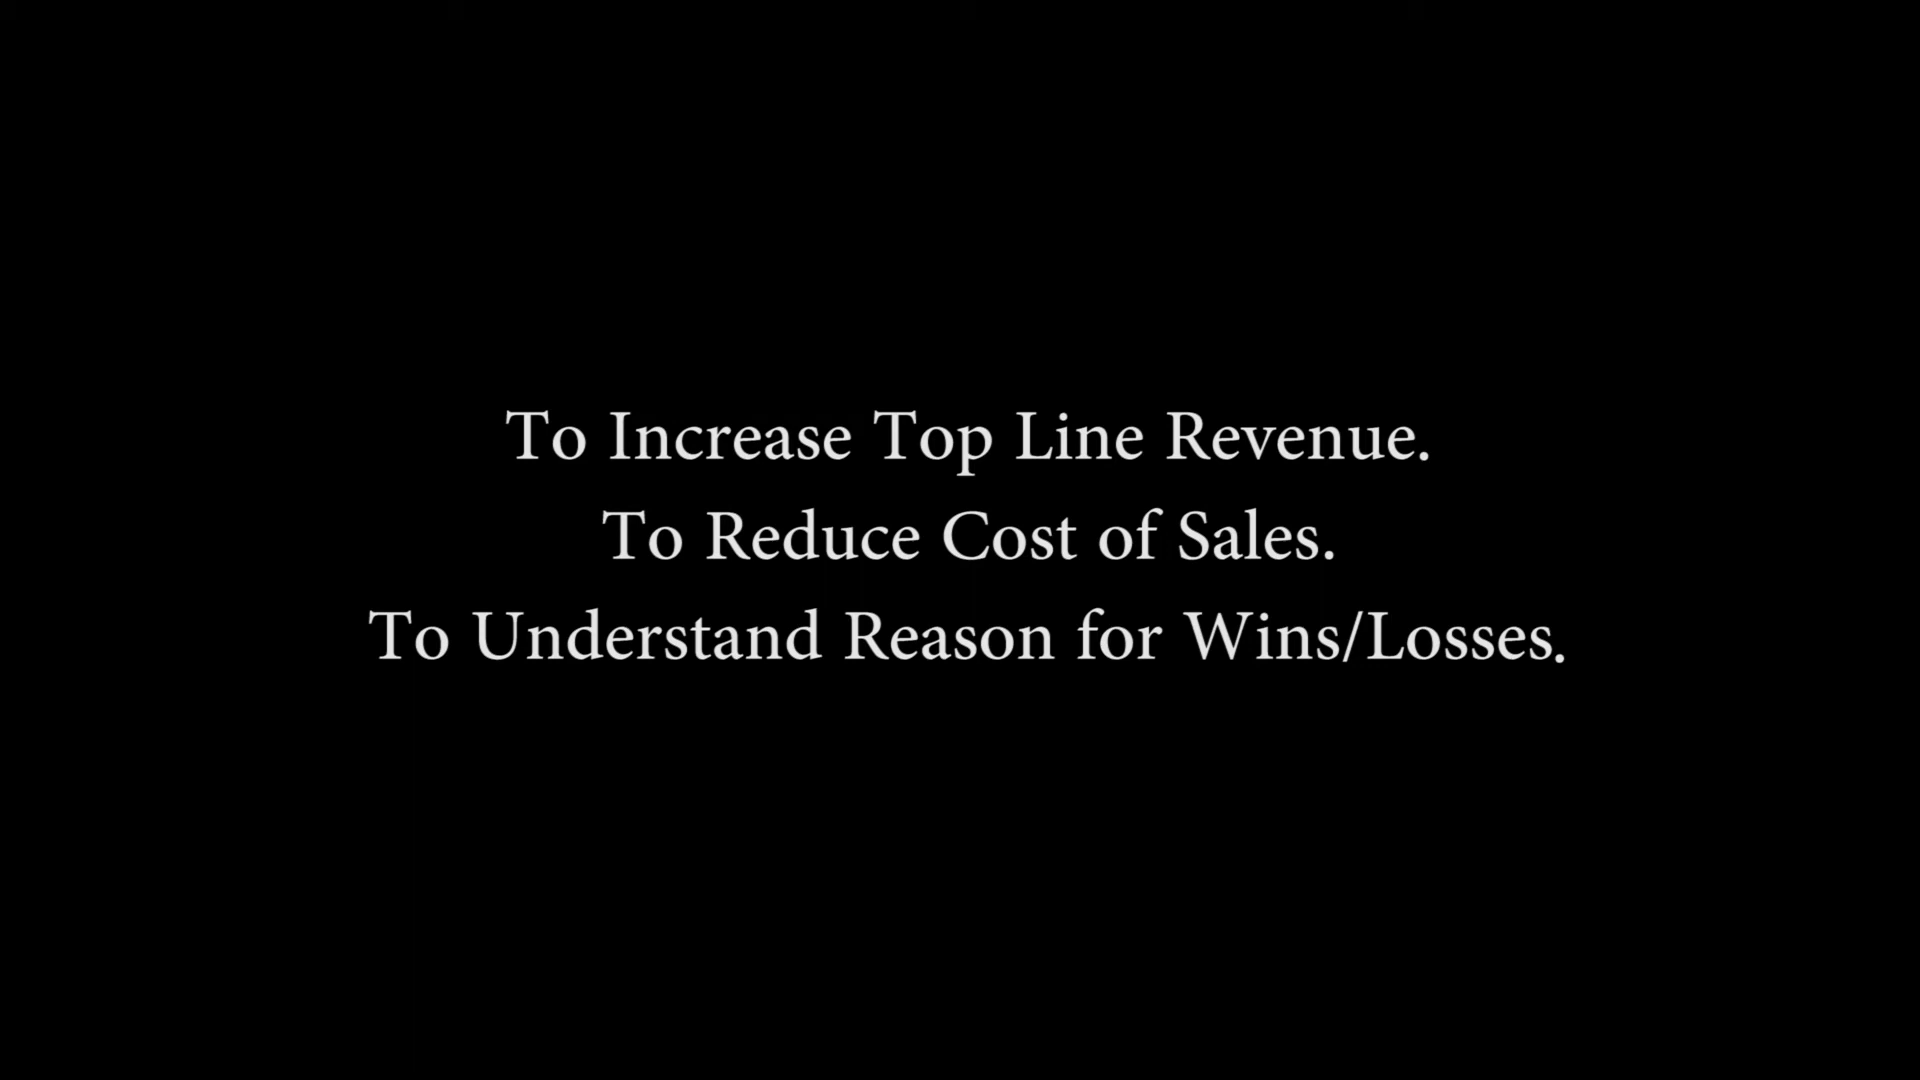 To Increase Top Line Revenue.
To Reduce Cost of Sales.
To Understand Reason for Wins/Losses.